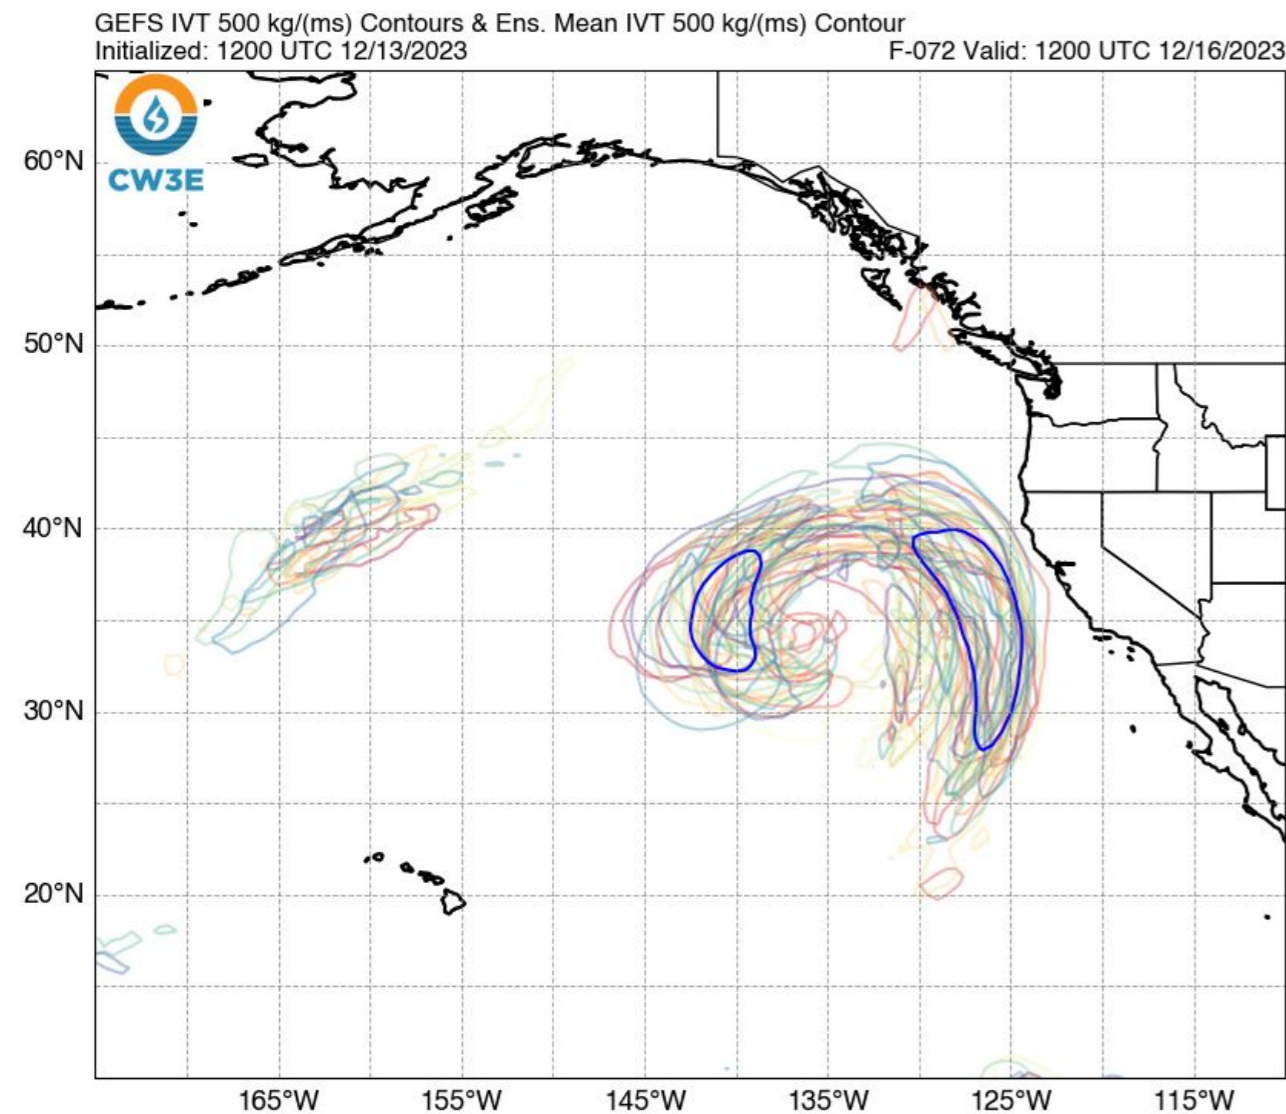 GEFS IVT 500 kg/(ms) Contours & Ens. Mean IVT 500 kg/(ms) Contour
Initialized: 1200 UTC 12/13/2023
F-072 Valid: 1200 UTC 12/16/2023
CW3E
60°N
50°N
40°N
30°N
20°N
165°W
155°W
145°W
135°W
125°W
115°W